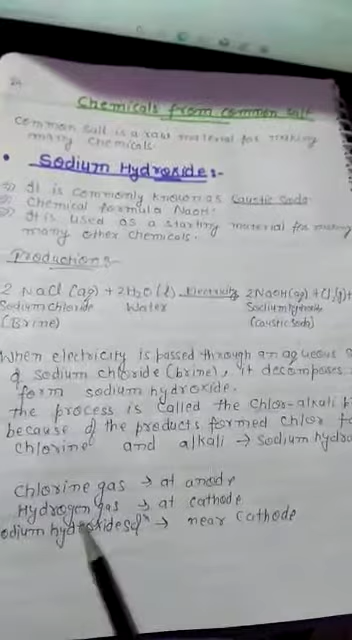 Chemicals from common salt
Common salt is a raw material for making
many chemicals.
• Sodium Hydroxide:-
It is commonly known as Caustic Soda
Chemical formula NaOH.
It is used as a starting material for making
many other chemicals.
Productions
2 NaCl (aq) + 2H₂O(l) Electricity 2NaOH(aq) + Cl₂(g) +
Sodium chloride Water Sodium hydroxide
(Brine) (caustic soda)
When electricity is passed through an aqueous
of sodium chloride (brine), it decomposes
form sodium hydroxide.
the process is called the Chlor-alkali
because of the products formed chlor
chlorine and alkali → Sodium hydro
Chlorine gas → at anode
Hydrogen gas → at cathode
odium hydroxide solⁿ → near cathode